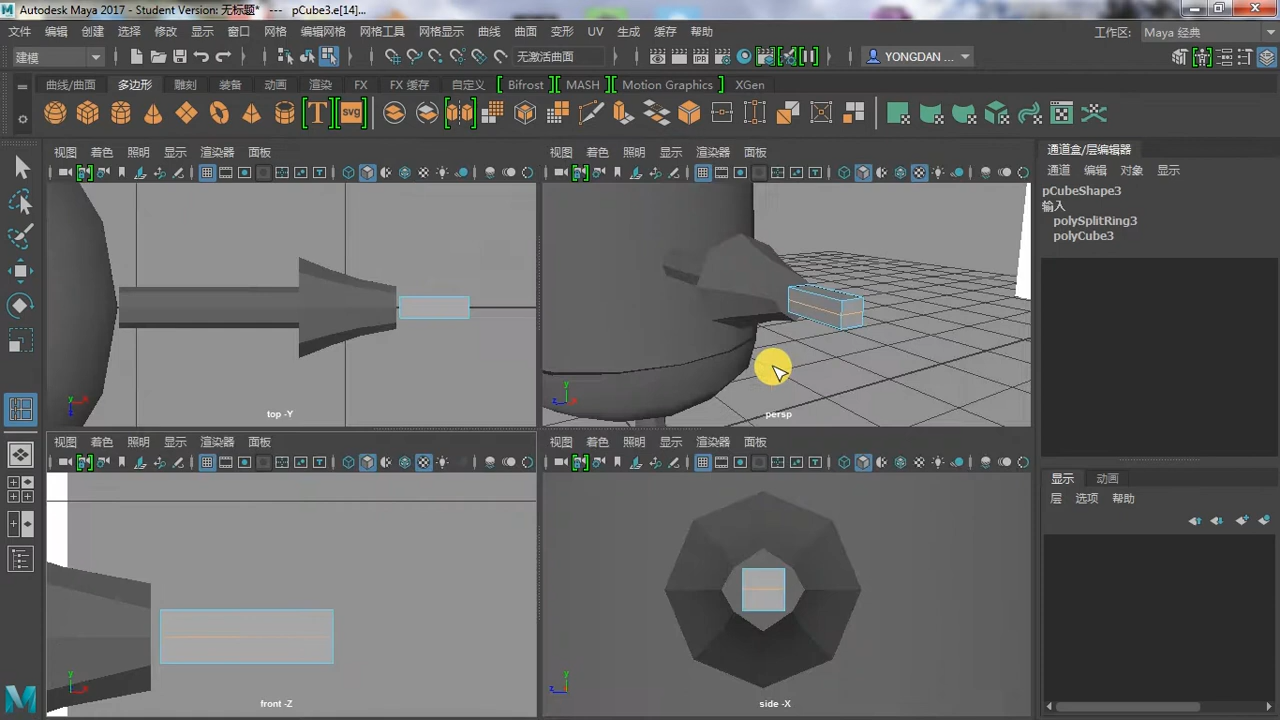 Autodesk Maya 2017 - Student Version: 无标题* --- pCube3.e[14]...
文件 编辑 创建 选择 修改 显示 窗口 网格 编辑网格 网格工具 网格显示 曲线 曲面 变形 UV 生成 缓存 帮助 工作区: Maya 经典
建模 无激活曲面 IPR YONGDAN...
曲线/曲面 多边形 雕刻 装备 动画 渲染 FX FX 缓存 自定义 Bifrost MASH Motion Graphics XGen
T svg
视图 着色 照明 显示 渲染器 面板
视图 着色 照明 显示 渲染器 面板
top -Y
persp
视图 着色 照明 显示 渲染器 面板
视图 着色 照明 显示 渲染器 面板
front -Z
side -X
通道盒/层编辑器
通道 编辑 对象 显示
pCubeShape3
输入
polySplitRing3
polyCube3
显示 动画
层 选项 帮助